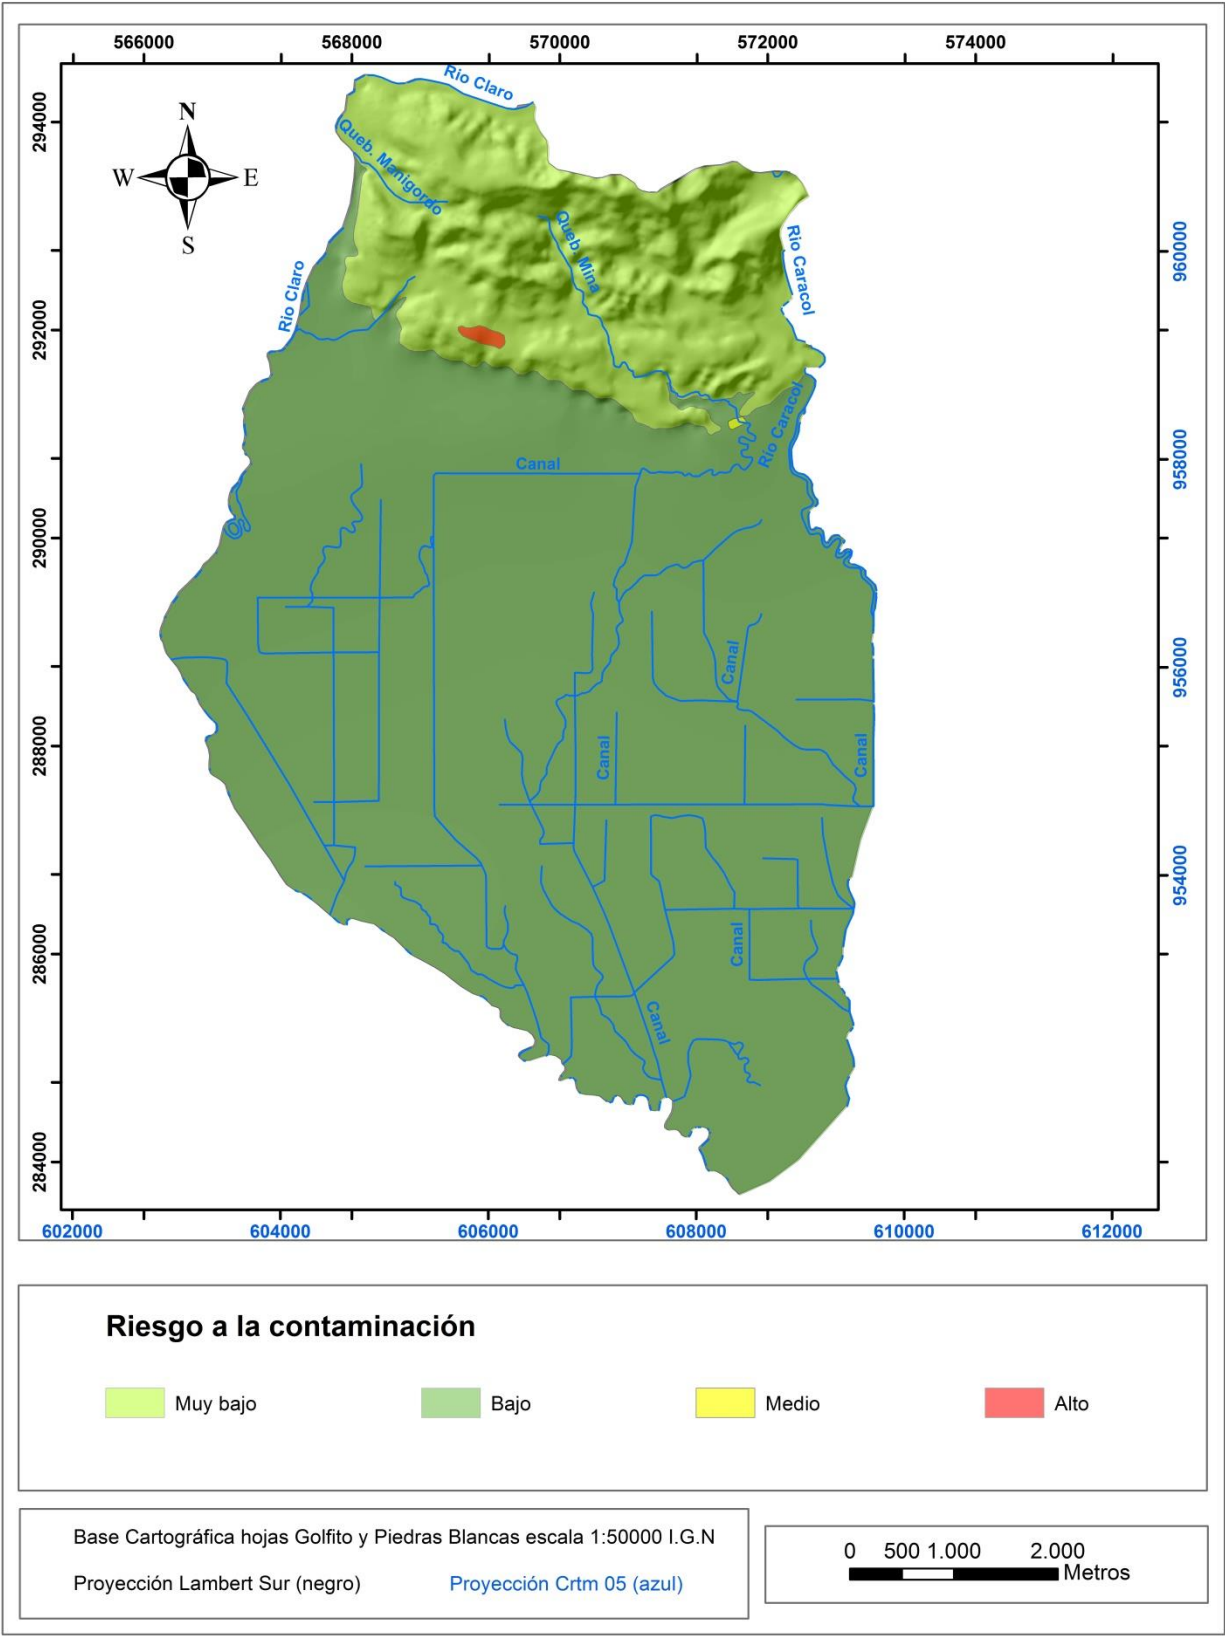 566000 568000 570000 572000 574000
294000
292000
290000
288000
286000
284000
N
W E
S
Rio Claro
Queb. Manigordo
Queb Mina
Rio Caracol
Rio Claro
Rio Caracol
Canal
Canal
Canal
Canal
Canal
Canal
960000
958000
956000
954000
602000 604000 606000 608000 610000 612000
Riesgo a la contaminación
Muy bajo Bajo Medio Alto
Base Cartográfica hojas Golfito y Piedras Blancas escala 1:50000 I.G.N
Proyección Lambert Sur (negro) Proyección Crtm 05 (azul)
0 500 1.000 2.000
Metros